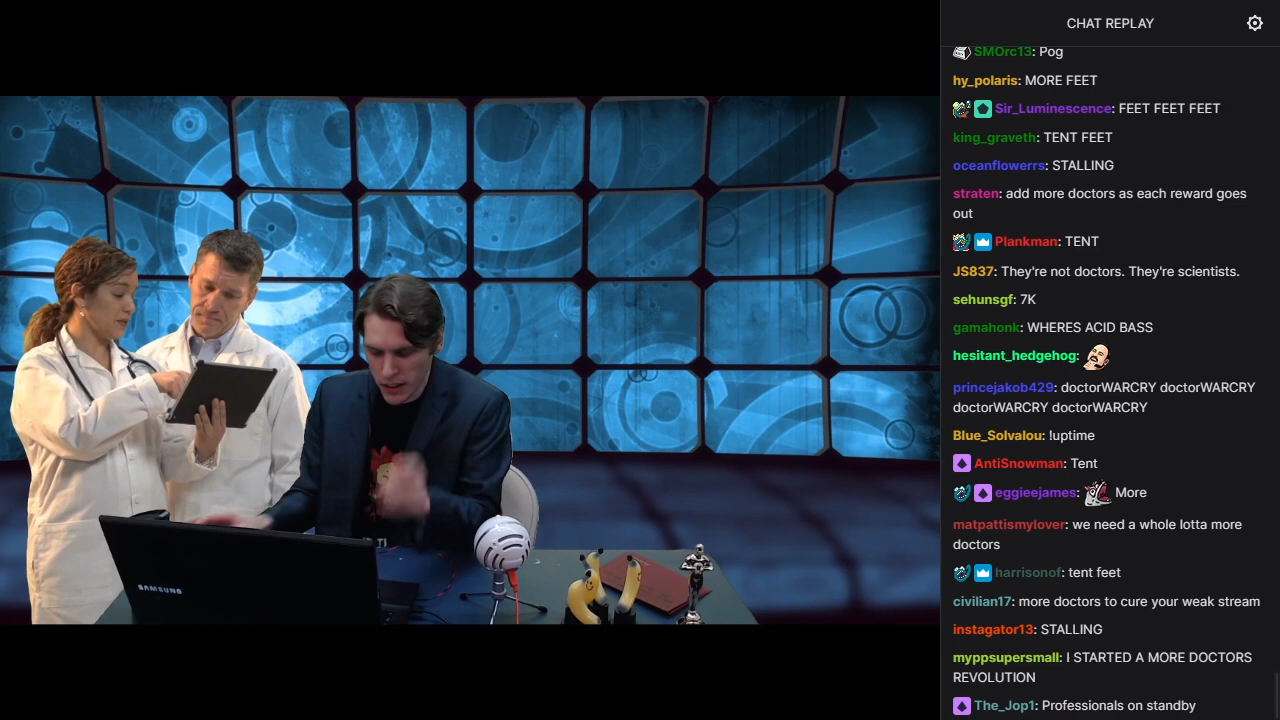 CHAT REPLAY
SMOrc13: Pog
hy_polaris: MORE FEET
Sir_Luminescence: FEET FEET FEET
king_graveth: TENT FEET
oceanflowerrs: STALLING
straten: add more doctors as each reward goes
out
Plankman: TENT
JS837: They're not doctors. They're scientists.
sehunsgf: 7K
gamahonk: WHERES ACID BASS
hesitant_hedgehog:
princejakob429: doctorWARCRY doctorWARCRY
doctorWARCRY doctorWARCRY
Blue_Solvalou: !uptime
AntiSnowman: Tent
eggieejames: More
matpattismylover: we need a whole lotta more
doctors
harrisonof: tent feet
civilian17: more doctors to cure your weak stream
instagator13: STALLING
myppsupersmall: I STARTED A MORE DOCTORS
REVOLUTION
The_Jop1: Professionals on standby
SAMSUNG